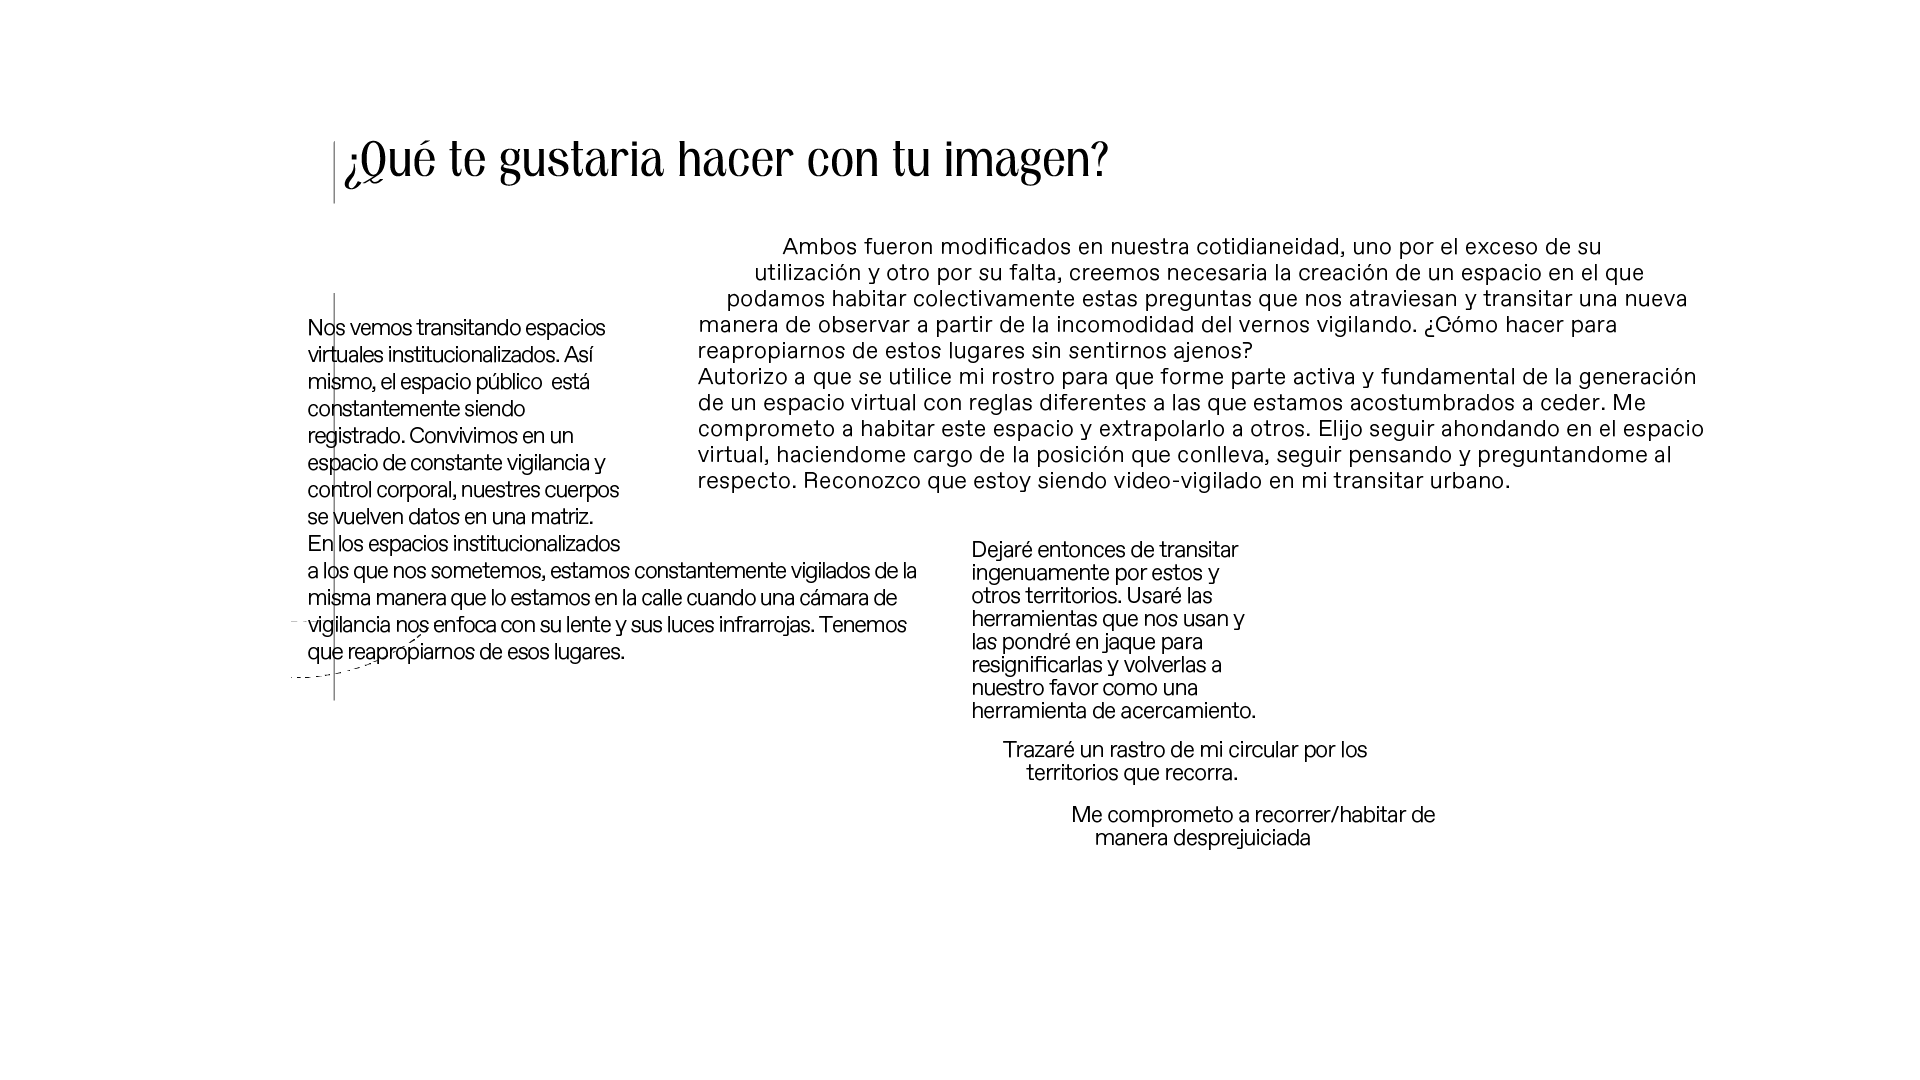 ¿Qué te gustaria hacer con tu imagen?
Nos vemos transitando espacios
virtuales institucionalizados. Así
mismo, el espacio público  está
constantemente siendo
registrado. Convivimos en un
espacio de constante vigilancia y
control corporal, nuestres cuerpos
se vuelven datos en una matriz.
En los espacios institucionalizados
a los que nos sometemos, estamos constantemente vigilados de la
misma manera que lo estamos en la calle cuando una cámara de
vigilancia nos enfoca con su lente y sus luces infrarrojas. Tenemos
que reapropiarnos de esos lugares.
Ambos fueron modificados en nuestra cotidianeidad, uno por el exceso de su
utilización y otro por su falta, creemos necesaria la creación de un espacio en el que
podamos habitar colectivamente estas preguntas que nos atraviesan y transitar una nueva
manera de observar a partir de la incomodidad del vernos vigilando. ¿Cómo hacer para
reapropiarnos de estos lugares sin sentirnos ajenos?
Autorizo a que se utilice mi rostro para que forme parte activa y fundamental de la generación
de un espacio virtual con reglas diferentes a las que estamos acostumbrados a ceder. Me
comprometo a habitar este espacio y extrapolarlo a otros. Elijo seguir ahondando en el espacio
virtual, haciendome cargo de la posición que conlleva, seguir pensando y preguntandome al
respecto. Reconozco que estoy siendo video-vigilado en mi transitar urbano.
Dejaré entonces de transitar
ingenuamente por estos y
otros territorios. Usaré las
herramientas que nos usan y
las pondré en jaque para
resignificarlas y volverlas a
nuestro favor como una
herramienta de acercamiento.
Trazaré un rastro de mi circular por los
territorios que recorra.
Me comprometo a recorrer/habitar de
manera desprejuiciada